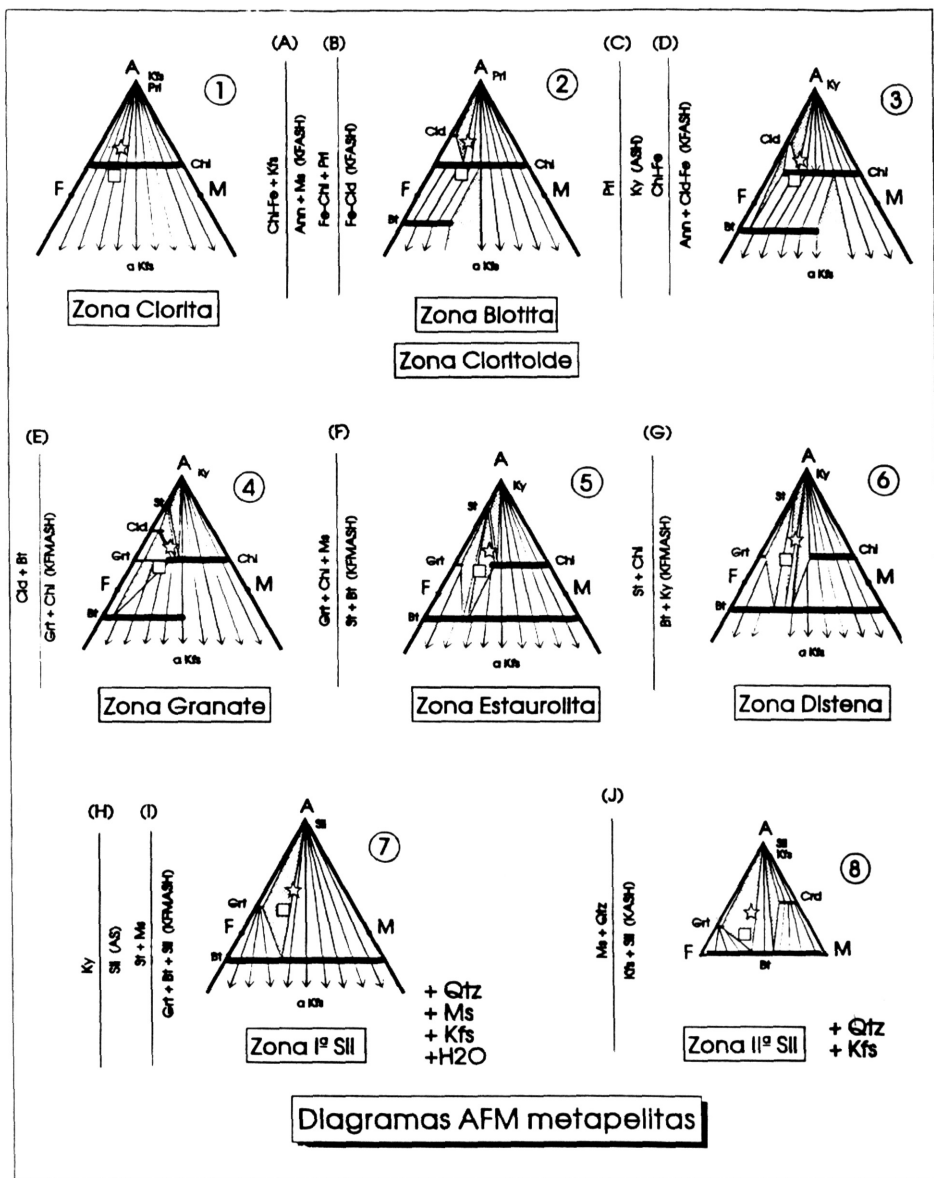 (A)
(B)
(C)
(D)
A
Kfs
Prl
1
Chl
F
M
a Kfs
Zona Clorita
Chl-Fe + Kfs
Ann + Ms (KFASH)
Fe-Chl + Prl
Fe-Cld (KFASH)
A
Prl
2
Cld
Chl
F
M
Bt
a Kfs
Zona Biotita
Zona Cloritoide
Prl
Ky (ASH)
Chl-Fe
Ann + Cld-Fe (KFASH)
A
Ky
3
Cld
Chl
F
M
Bt
a Kfs
(E)
(F)
(G)
Cld + Bt
Grt + Chl (KFMASH)
A
Ky
4
St
Cld
Grt
Chl
F
M
Bt
a Kfs
Zona Granate
Grt + Chl + Ms
St + Bt (KFMASH)
A
Ky
5
St
Grt
Chl
F
M
Bt
a Kfs
Zona Estaurolita
St + Chl
Bt + Ky (KFMASH)
A
Ky
6
St
Grt
Chl
F
M
Bt
a Kfs
Zona Distena
(H)
(I)
(J)
Ky
Sil (AS)
St + Ms
Grt + Bt + Sil (KFMASH)
A
Sil
7
Grt
F
M
Bt
a Kfs
Zona Iª Sil
+ Qtz
+ Ms
+ Kfs
+H2O
Ms + Qtz
Kfs + Sil (KASH)
A
Sil
Kfs
8
Crd
Grt
F
M
Bt
Zona IIª Sil
+ Qtz
+ Kfs
Diagramas AFM metapelitas